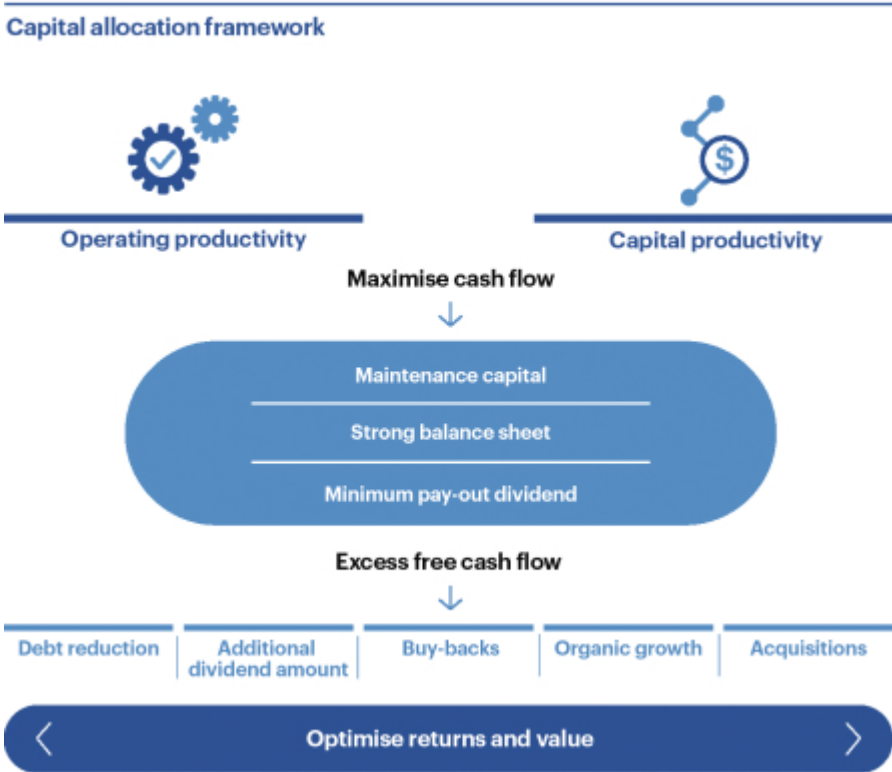 Capital allocation framework
$
Operating productivity
Capital productivity
Maximise cash flow
Maintenance capital
Strong balance sheet
Minimum pay-out dividend
Excess free cash flow
Debt reduction
Additional
dividend amount
Buy-backs
Organic growth
Acquisitions
Optimise returns and value